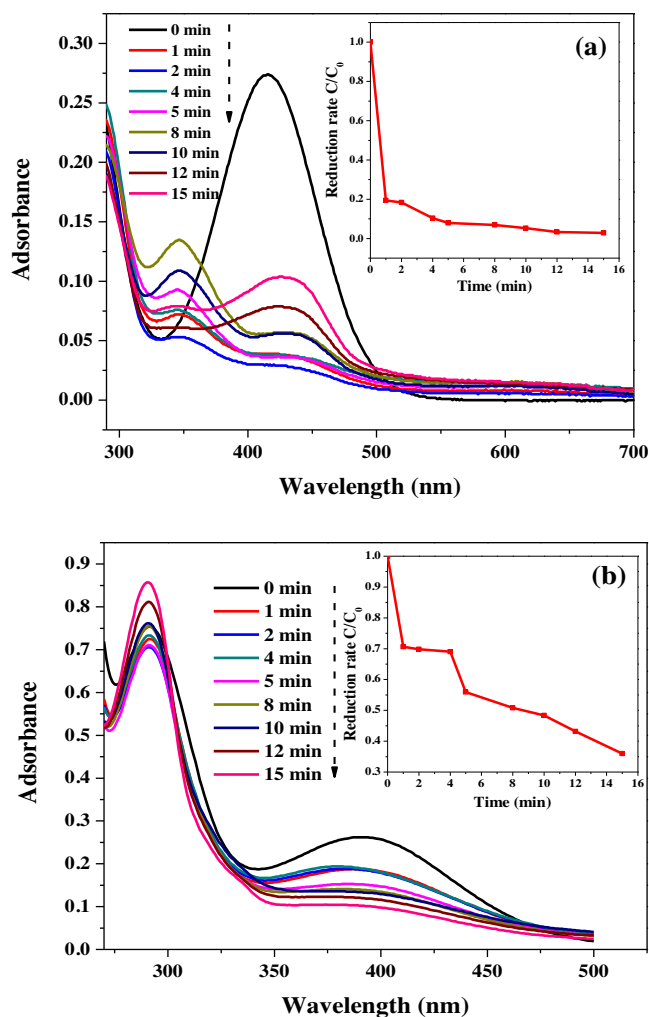 (a)
0 min
1 min
2 min
4 min
5 min
8 min
10 min
12 min
15 min
0.30
0.25
0.20
0.15
0.10
0.05
0.00
Adsorbance
300 400 500 600 700
Wavelength (nm)
1.0
0.8
0.6
0.4
0.2
0.0
Reduction rate C/C0
0 2 4 6 8 10 12 14 16
Time (min)
(b)
0 min
1 min
2 min
4 min
5 min
8 min
10 min
12 min
15 min
0.9
0.8
0.7
0.6
0.5
0.4
0.3
0.2
0.1
0.0
Adsorbance
300 350 400 450 500
Wavelength (nm)
1.0
0.9
0.8
0.7
0.6
0.5
0.4
0.3
Reduction rate C/C0
0 2 4 6 8 10 12 14 16
Time (min)